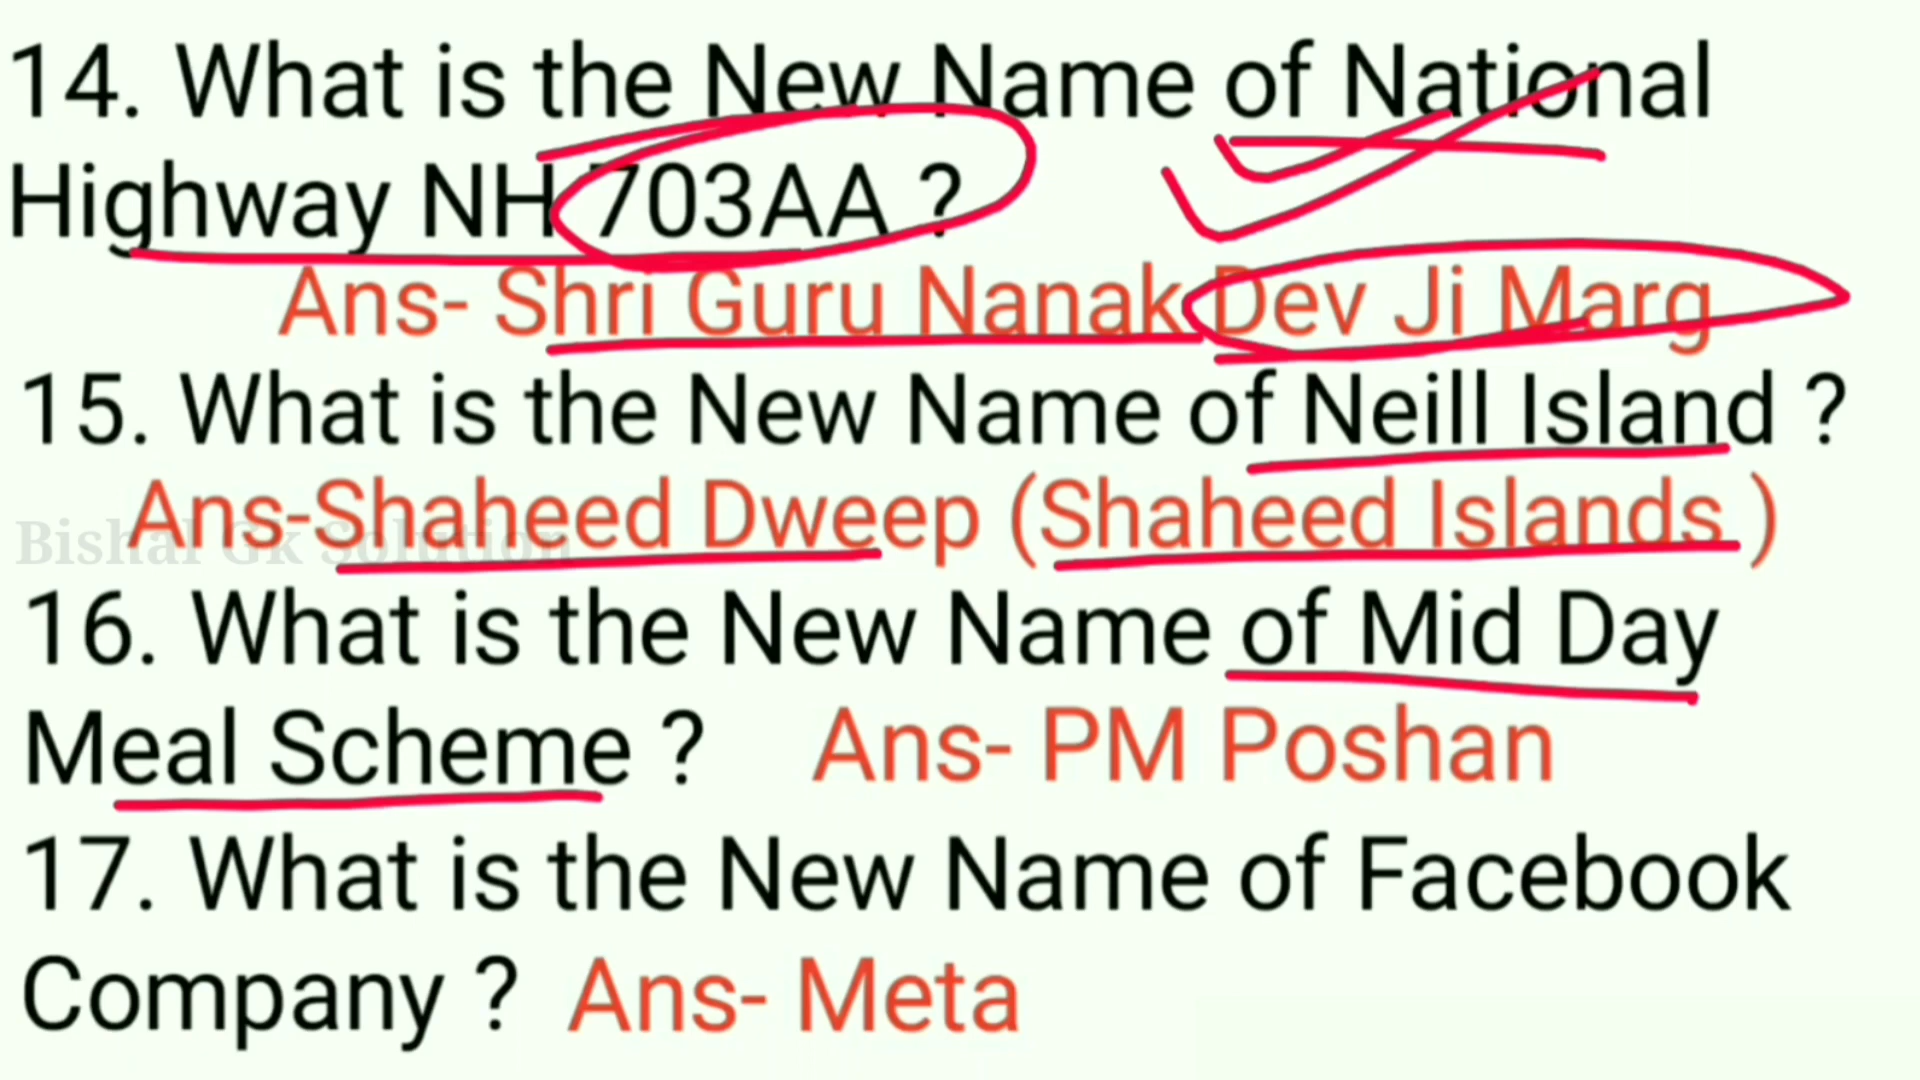 14. What is the New Name of National
Highway NH 703AA ?
Ans- Shri Guru Nanak Dev Ji Marg
15. What is the New Name of Neill Island ?
Ans-Shaheed Dweep (Shaheed Islands )
Bishal Gk Solution
16. What is the New Name of Mid Day
Meal Scheme ? Ans- PM Poshan
17. What is the New Name of Facebook
Company ? Ans- Meta